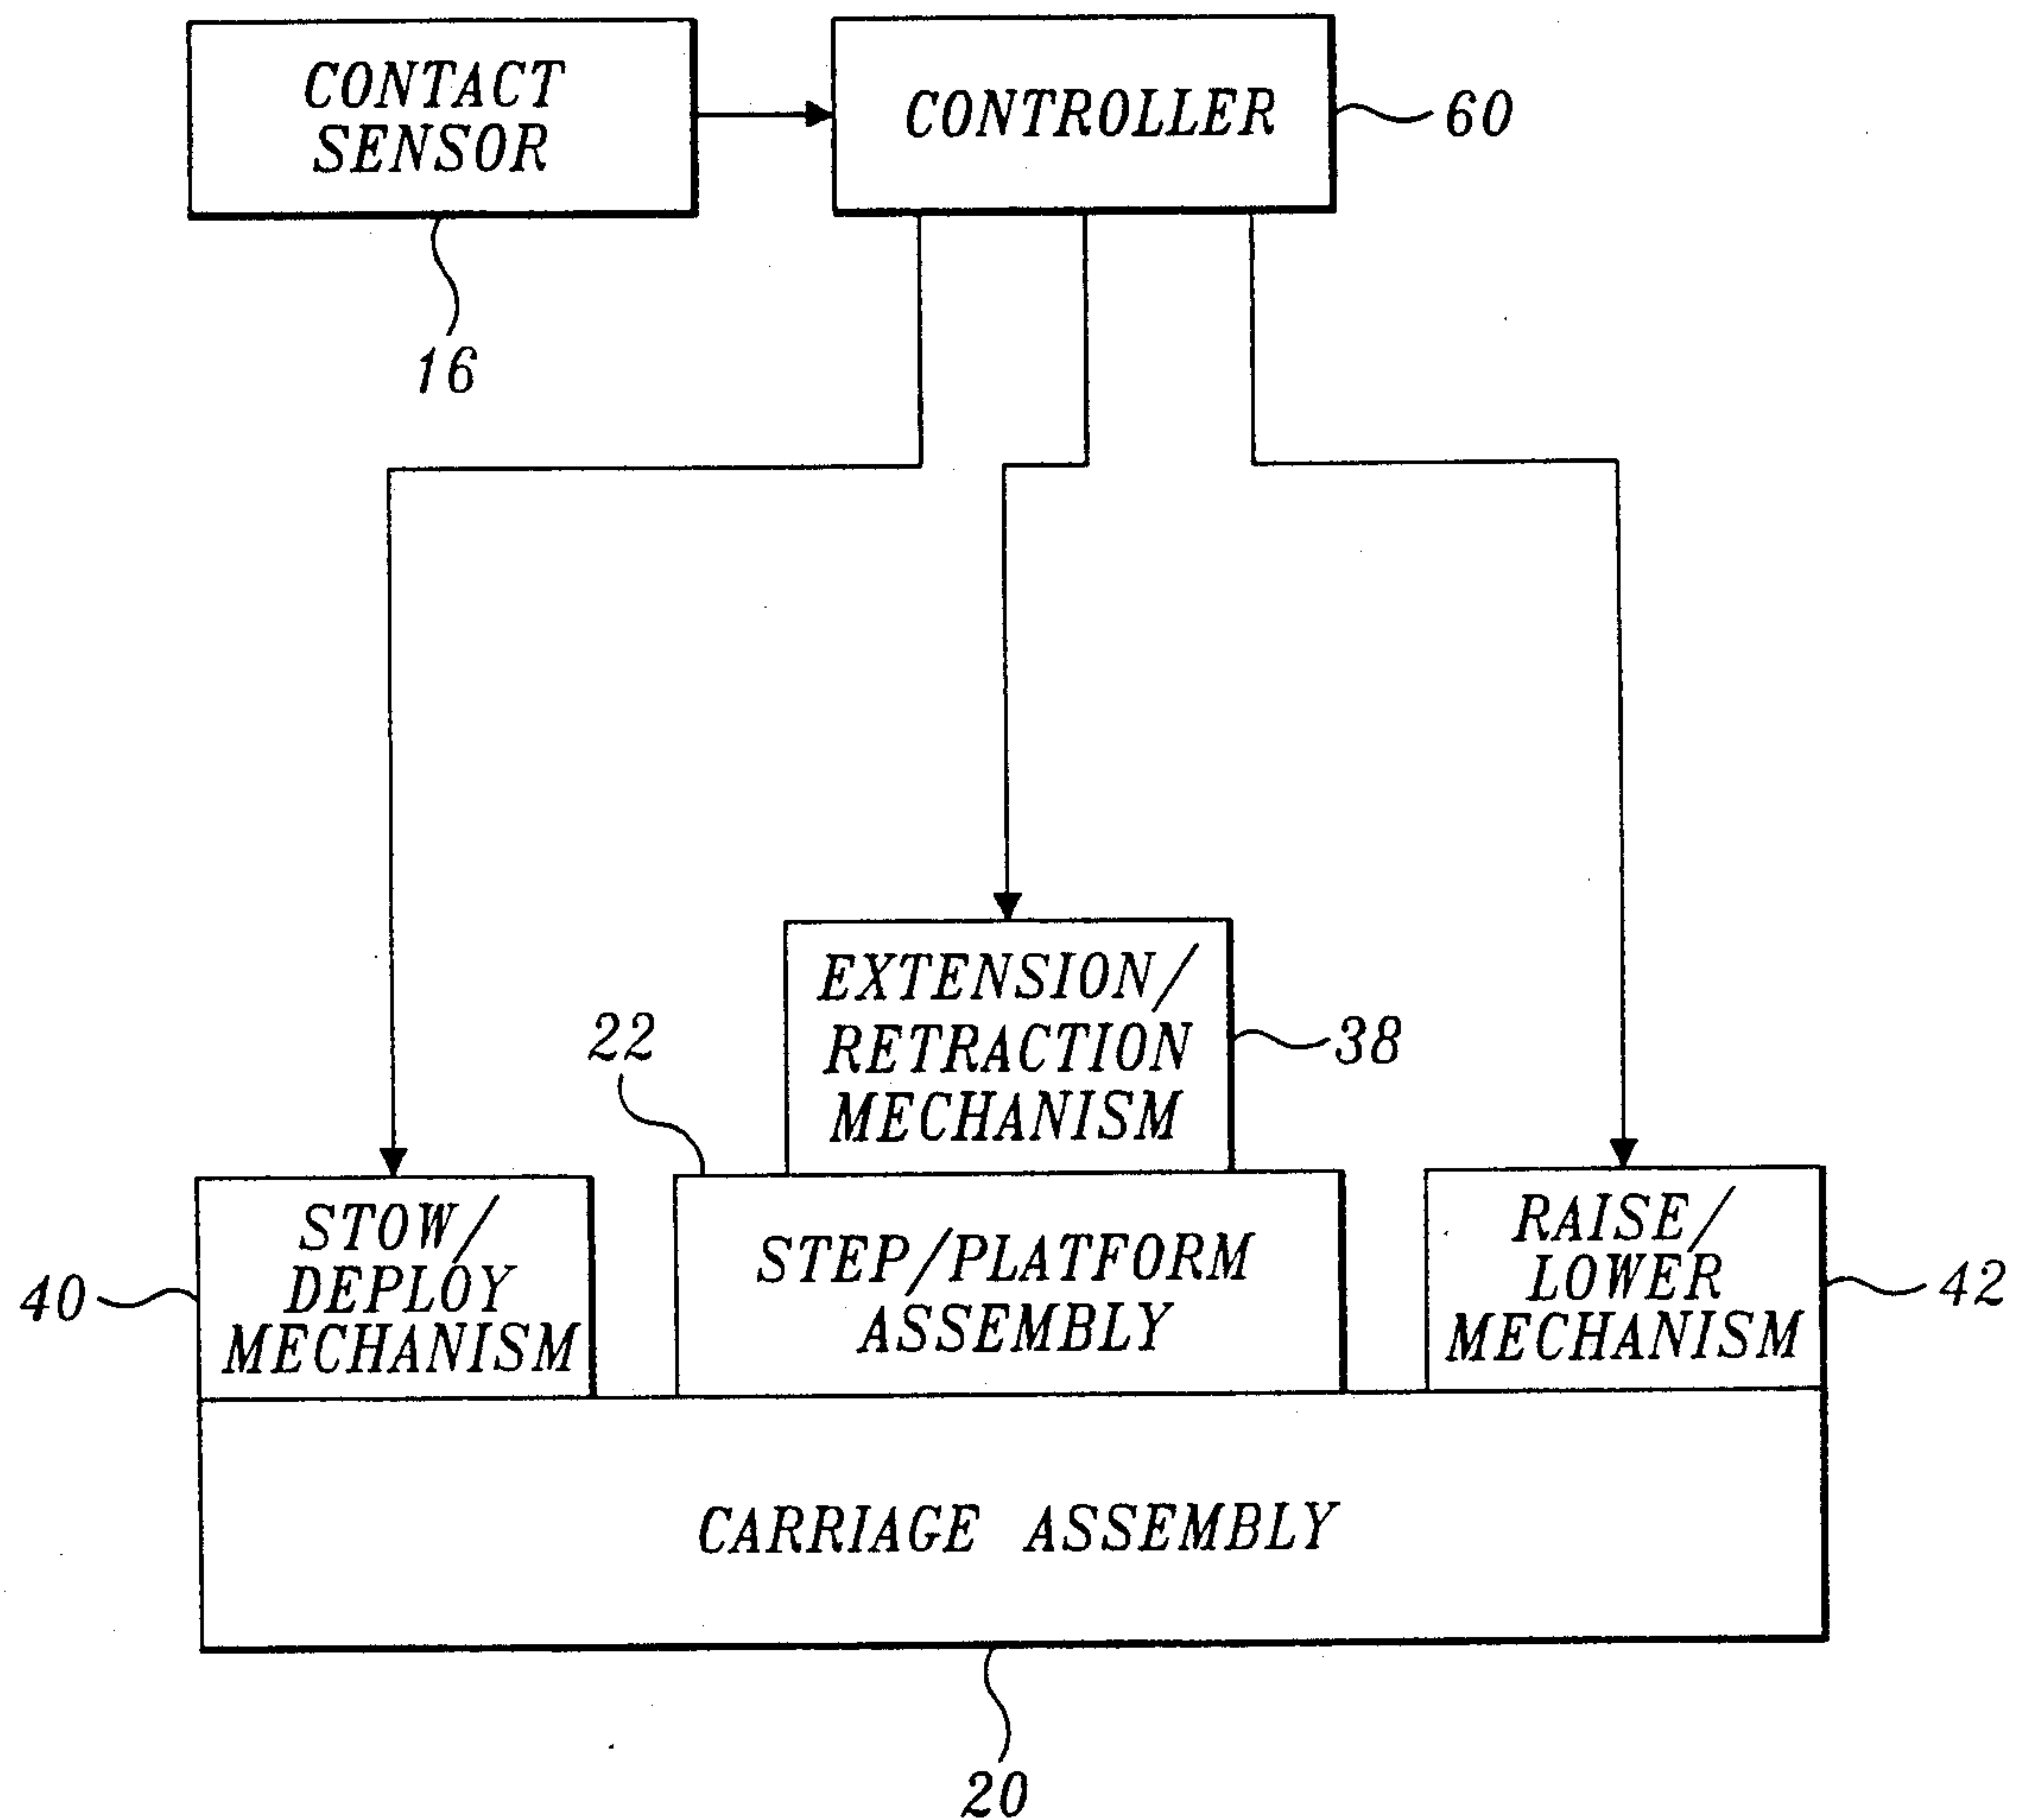 CONTACT
SENSOR
CONTROLLER
60
16
EXTENSION/
RETRACTION
MECHANISM
38
22
STOW/
DEPLOY
MECHANISM
40
STEP/PLATFORM
ASSEMBLY
RAISE/
LOWER
MECHANISM
42
CARRIAGE ASSEMBLY
20